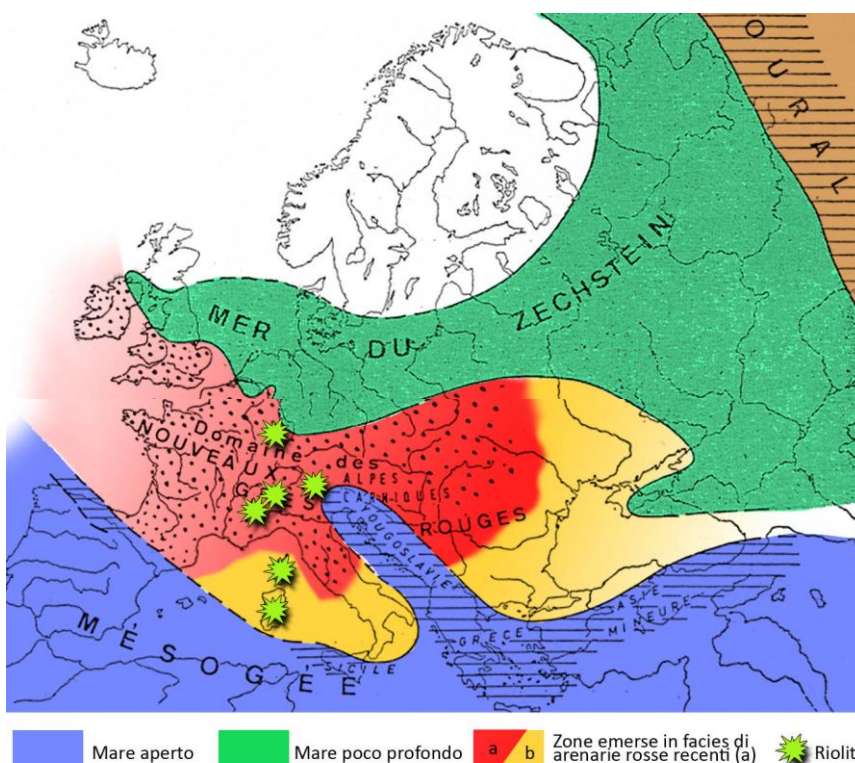 OURAL
MER DU ZECHSTEIN
Domaine des
NOUVEAUX
G S
ROUGES
ALPES
CARNIQUES
YOUGOSLAVIE
GRÈCE
ASIE
MINEURE
SICILE
MÉSOGÉE
Mare aperto
Mare poco profondo
a b
Zone emerse in facies di
arenarie rosse recenti (a)
Riolit